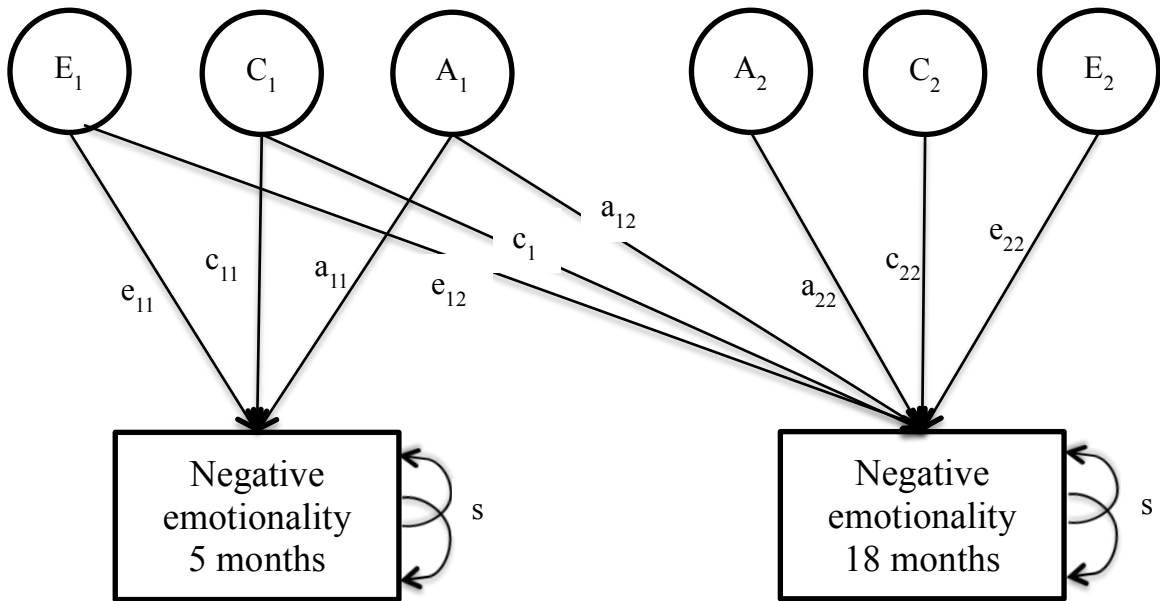 E₁ C₁ A₁ A₂ C₂ E₂
a₁₂
c₁
e₂₂
c₁₁ a₁₁ c₂₂
e₁₁ e₁₂ a₂₂
Negative
emotionality
5 months
s
Negative
emotionality
18 months
s